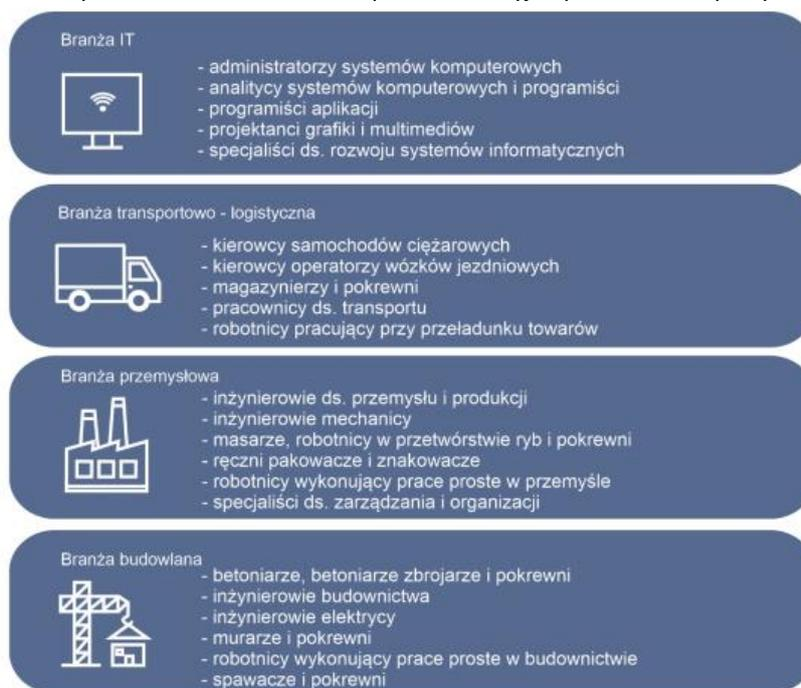 Branża IT
- administratorzy systemów komputerowych
- analitycy systemów komputerowych i programiści
- programiści aplikacji
- projektanci grafiki i multimediów
- specjaliści ds. rozwoju systemów informatycznych
Branża transportowo - logistyczna
- kierowcy samochodów ciężarowych
- kierowcy operatorzy wózków jezdniowych
- magazynierzy i pokrewni
- pracownicy ds. transportu
- robotnicy pracujący przy przeładunku towarów
Branża przemysłowa
- inżynierowie ds. przemysłu i produkcji
- inżynierowie mechanicy
- masarze, robotnicy w przetwórstwie ryb i pokrewni
- ręczni pakowacze i znakowacze
- robotnicy wykonujący prace proste w przemyśle
- specjaliści ds. zarządzania i organizacji
Branża budowlana
- betoniarze, betoniarze zbrojarze i pokrewni
- inżynierowie budownictwa
- inżynierowie elektrycy
- murarze i pokrewni
- robotnicy wykonujący prace proste w budownictwie
- spawacze i pokrewni